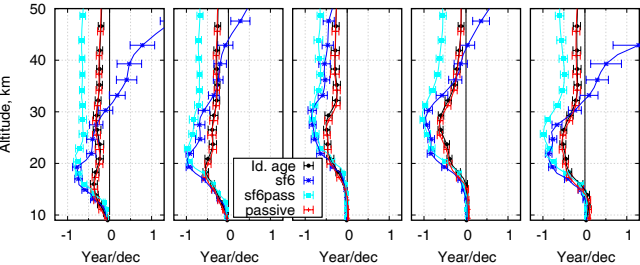 50
40
30
20
10
Altitude, km
Id. age
sf6
sf6pass
passive
-1 0 1 -1 0 1 -1 0 1 -1 0 1 -1 0 1
Year/dec Year/dec Year/dec Year/dec Year/dec